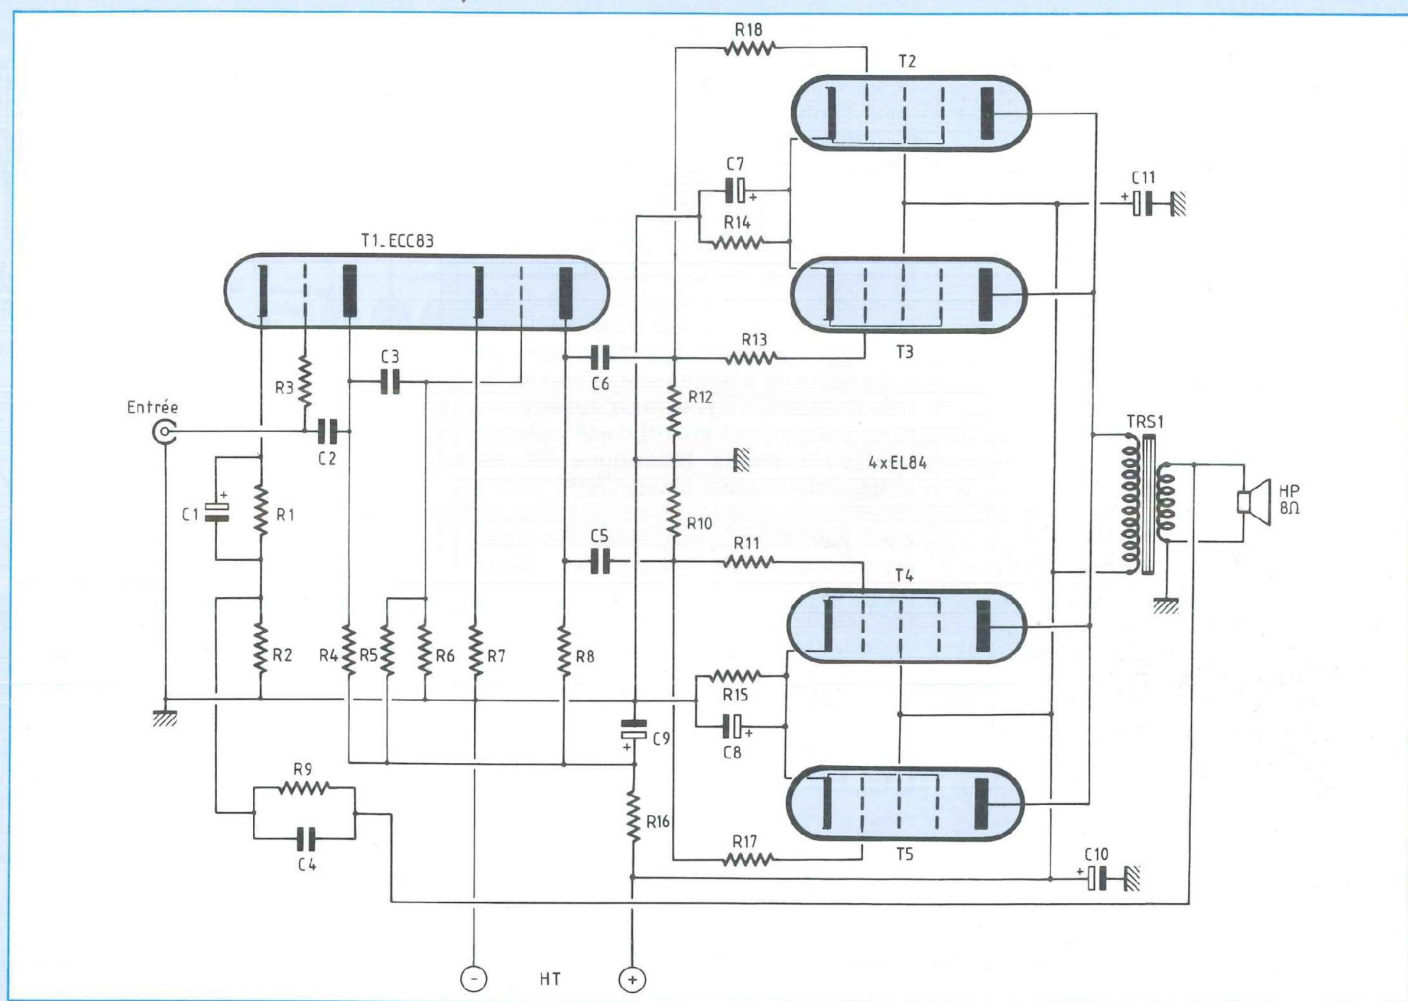 R18
T2
C7
C11
R14
T1_ECC83
T3
C3
R3
C6
R13
Entrée
R12
C2
TRS1
4xEL84
HP
8Ω
C1
R1
R10
C5
R11
T4
R2
R4
R5
R6
R7
R8
R15
C9
C8
R9
R16
C4
R17
T5
C10
HT
+
+
+
+
+
+
-
+